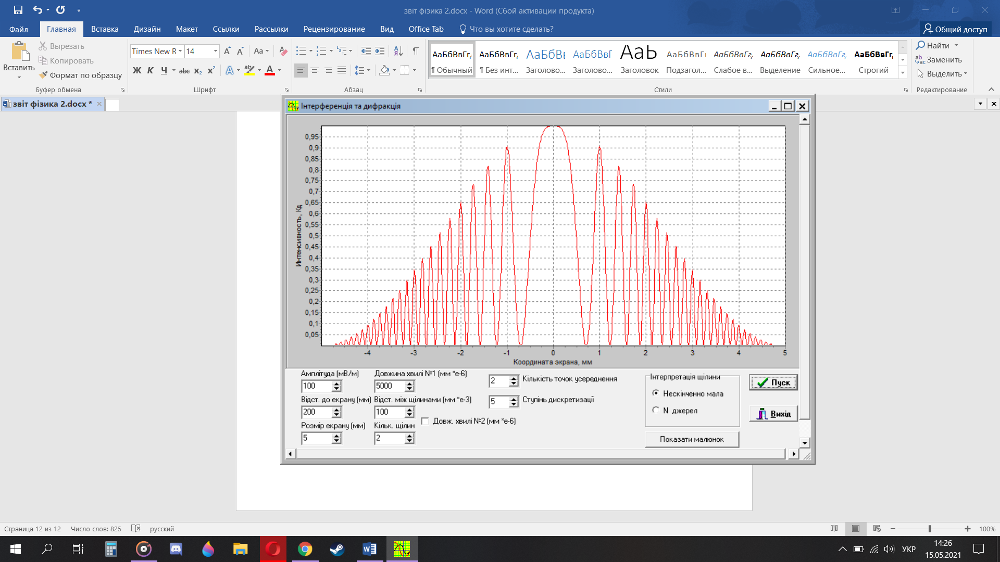 звіт фізика 2.docx - Word (Сбой активации продукта)
Файл Главная Вставка Дизайн Макет Ссылки Рассылки Рецензирование Вид Office Tab Что вы хотите сделать? Общий доступ
Вставить
Вырезать
Копировать
Формат по образцу
Буфер обмена
Times New R 14
Ж К Ч abc x₂ x²
Шрифт
Абзац
АаБбВвГг, АаБбВвГг, АаБбВі АаБбВвГ АаЬ АаБбВвГі АаБбВвГг, АаБбВвГг, АаБбВвГг, АаБбВвГг,
¶ Обычный ¶ Без инт... Заголово... Заголово... Заголовок Подзагол... Слабое в... Выделение Сильное... Строгий
Стили
Найти
Заменить
Выделить
Редактирование
звіт фізика 2.docx *
Інтерференція та дифракція
Интенсивность, Кд
0,95
0,9
0,85
0,8
0,75
0,7
0,65
0,6
0,55
0,5
0,45
0,4
0,35
0,3
0,25
0,2
0,15
0,1
0,05
-4 -3 -2 -1 0 1 2 3 4 5
Координата экрана, мм
Амплітуда (мВ/м) Довжина хвилі №1 (мм *е-6)
100 5000
2 Кількість точок усереднення
Відст. до екрану (мм) Відст. між щілинами (мм *е-3)
200 100
5 Ступінь дискретизації
Довж. хвилі №2 (мм *е-6)
Розмір екрану (мм) Кільк. щілин
5 2
Інтерпретація щілини
Нескінченно мала
N джерел
Показати малюнок
Пуск
Вихід
Страница 12 из 12 Число слов: 825 русский 100%
УКР
14:26
15.05.2021